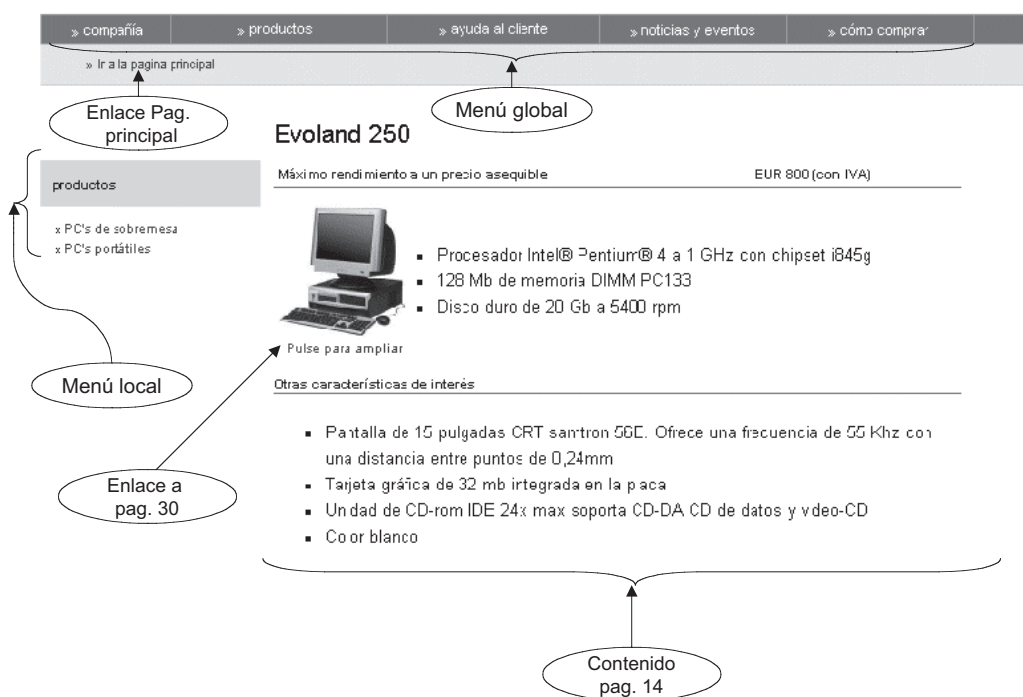 » compañía » productos » ayuda al cliente » noticias y eventos » cómo comprar
» Ir a la pagina principal
Enlace Pag.
principal
Menú global
Evoland 250
productos
Máximo rendimiento a un precio asequible EUR 800 (con IVA)
x PC's de sobremesa
x PC's portátiles
▪ Procesador Intel® Pentium® 4 a 1 GHz con chipset i845g
▪ 128 Mb de memoria DIMM PC133
▪ Disco duro de 20 Gb a 5400 rpm
Pulse para ampliar
Menú local
Otras características de interés
▪ Pantalla de 15 pulgadas CRT samtron 56E. Ofrece una frecuencia de 55 Khz con
una distancia entre puntos de 0,24mm
▪ Tarjeta gráfica de 32 mb integrada en la placa
▪ Unidad de CD-rom IDE 24x max soporta CD-DA CD de datos y video-CD
▪ Color blanco
Enlace a
pag. 30
Contenido
pag. 14